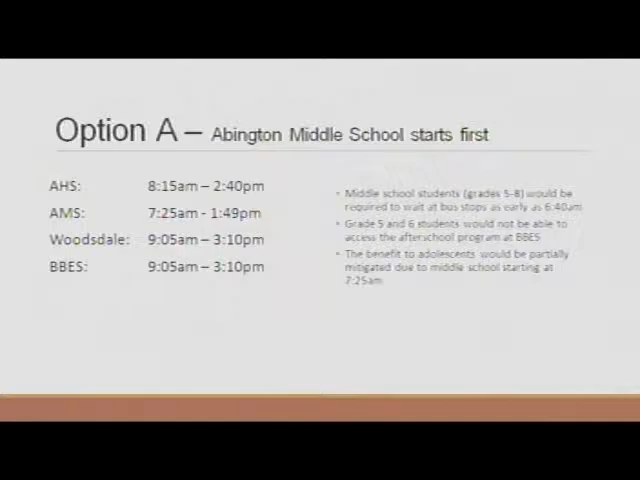 Option A – Abington Middle School starts first
AHS: 8:15am – 2:40pm
AMS: 7:25am - 1:49pm
Woodsdale: 9:05am – 3:10pm
BBES: 9:05am – 3:10pm
• Middle school students (grades 5-8) would be
required to wait at bus stops as early as 6:40am
• Grade 5 and 6 students would not be able to
access the afterschool program at BBES
• The benefit to adolescents would be partially
mitigated due to middle school starting at
7:25am